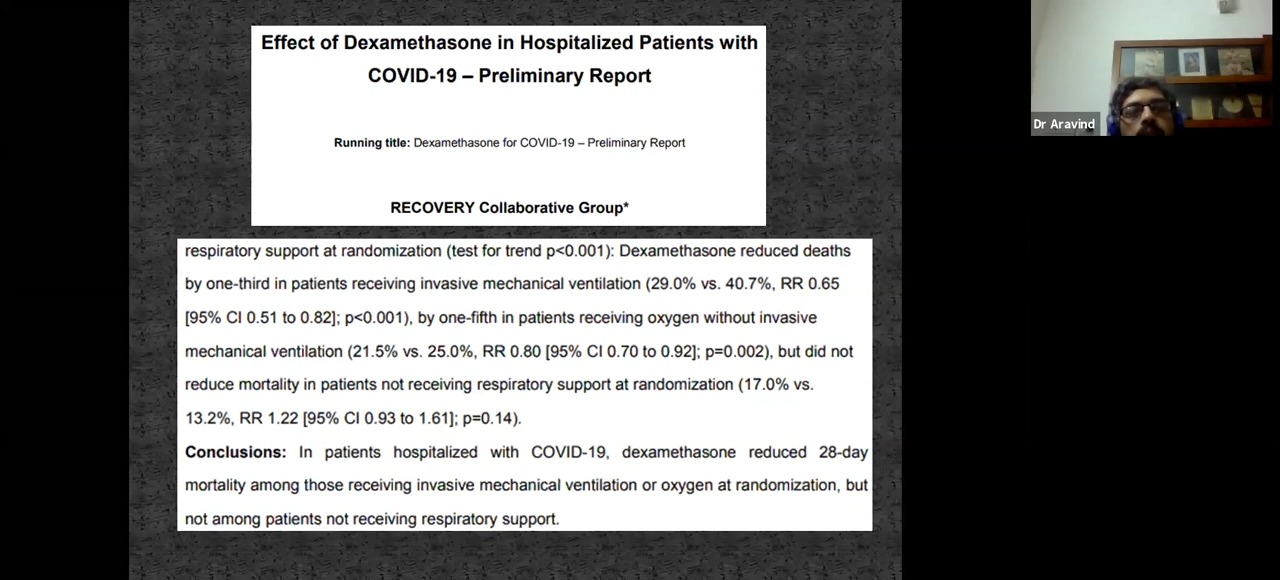 Effect of Dexamethasone in Hospitalized Patients with
COVID-19 – Preliminary Report
Running title: Dexamethasone for COVID-19 – Preliminary Report
RECOVERY Collaborative Group*
respiratory support at randomization (test for trend p<0.001): Dexamethasone reduced deaths
by one-third in patients receiving invasive mechanical ventilation (29.0% vs. 40.7%, RR 0.65
[95% CI 0.51 to 0.82]; p<0.001), by one-fifth in patients receiving oxygen without invasive
mechanical ventilation (21.5% vs. 25.0%, RR 0.80 [95% CI 0.70 to 0.92]; p=0.002), but did not
reduce mortality in patients not receiving respiratory support at randomization (17.0% vs.
13.2%, RR 1.22 [95% CI 0.93 to 1.61]; p=0.14).
Conclusions: In patients hospitalized with COVID-19, dexamethasone reduced 28-day
mortality among those receiving invasive mechanical ventilation or oxygen at randomization, but
not among patients not receiving respiratory support.
Dr Aravind